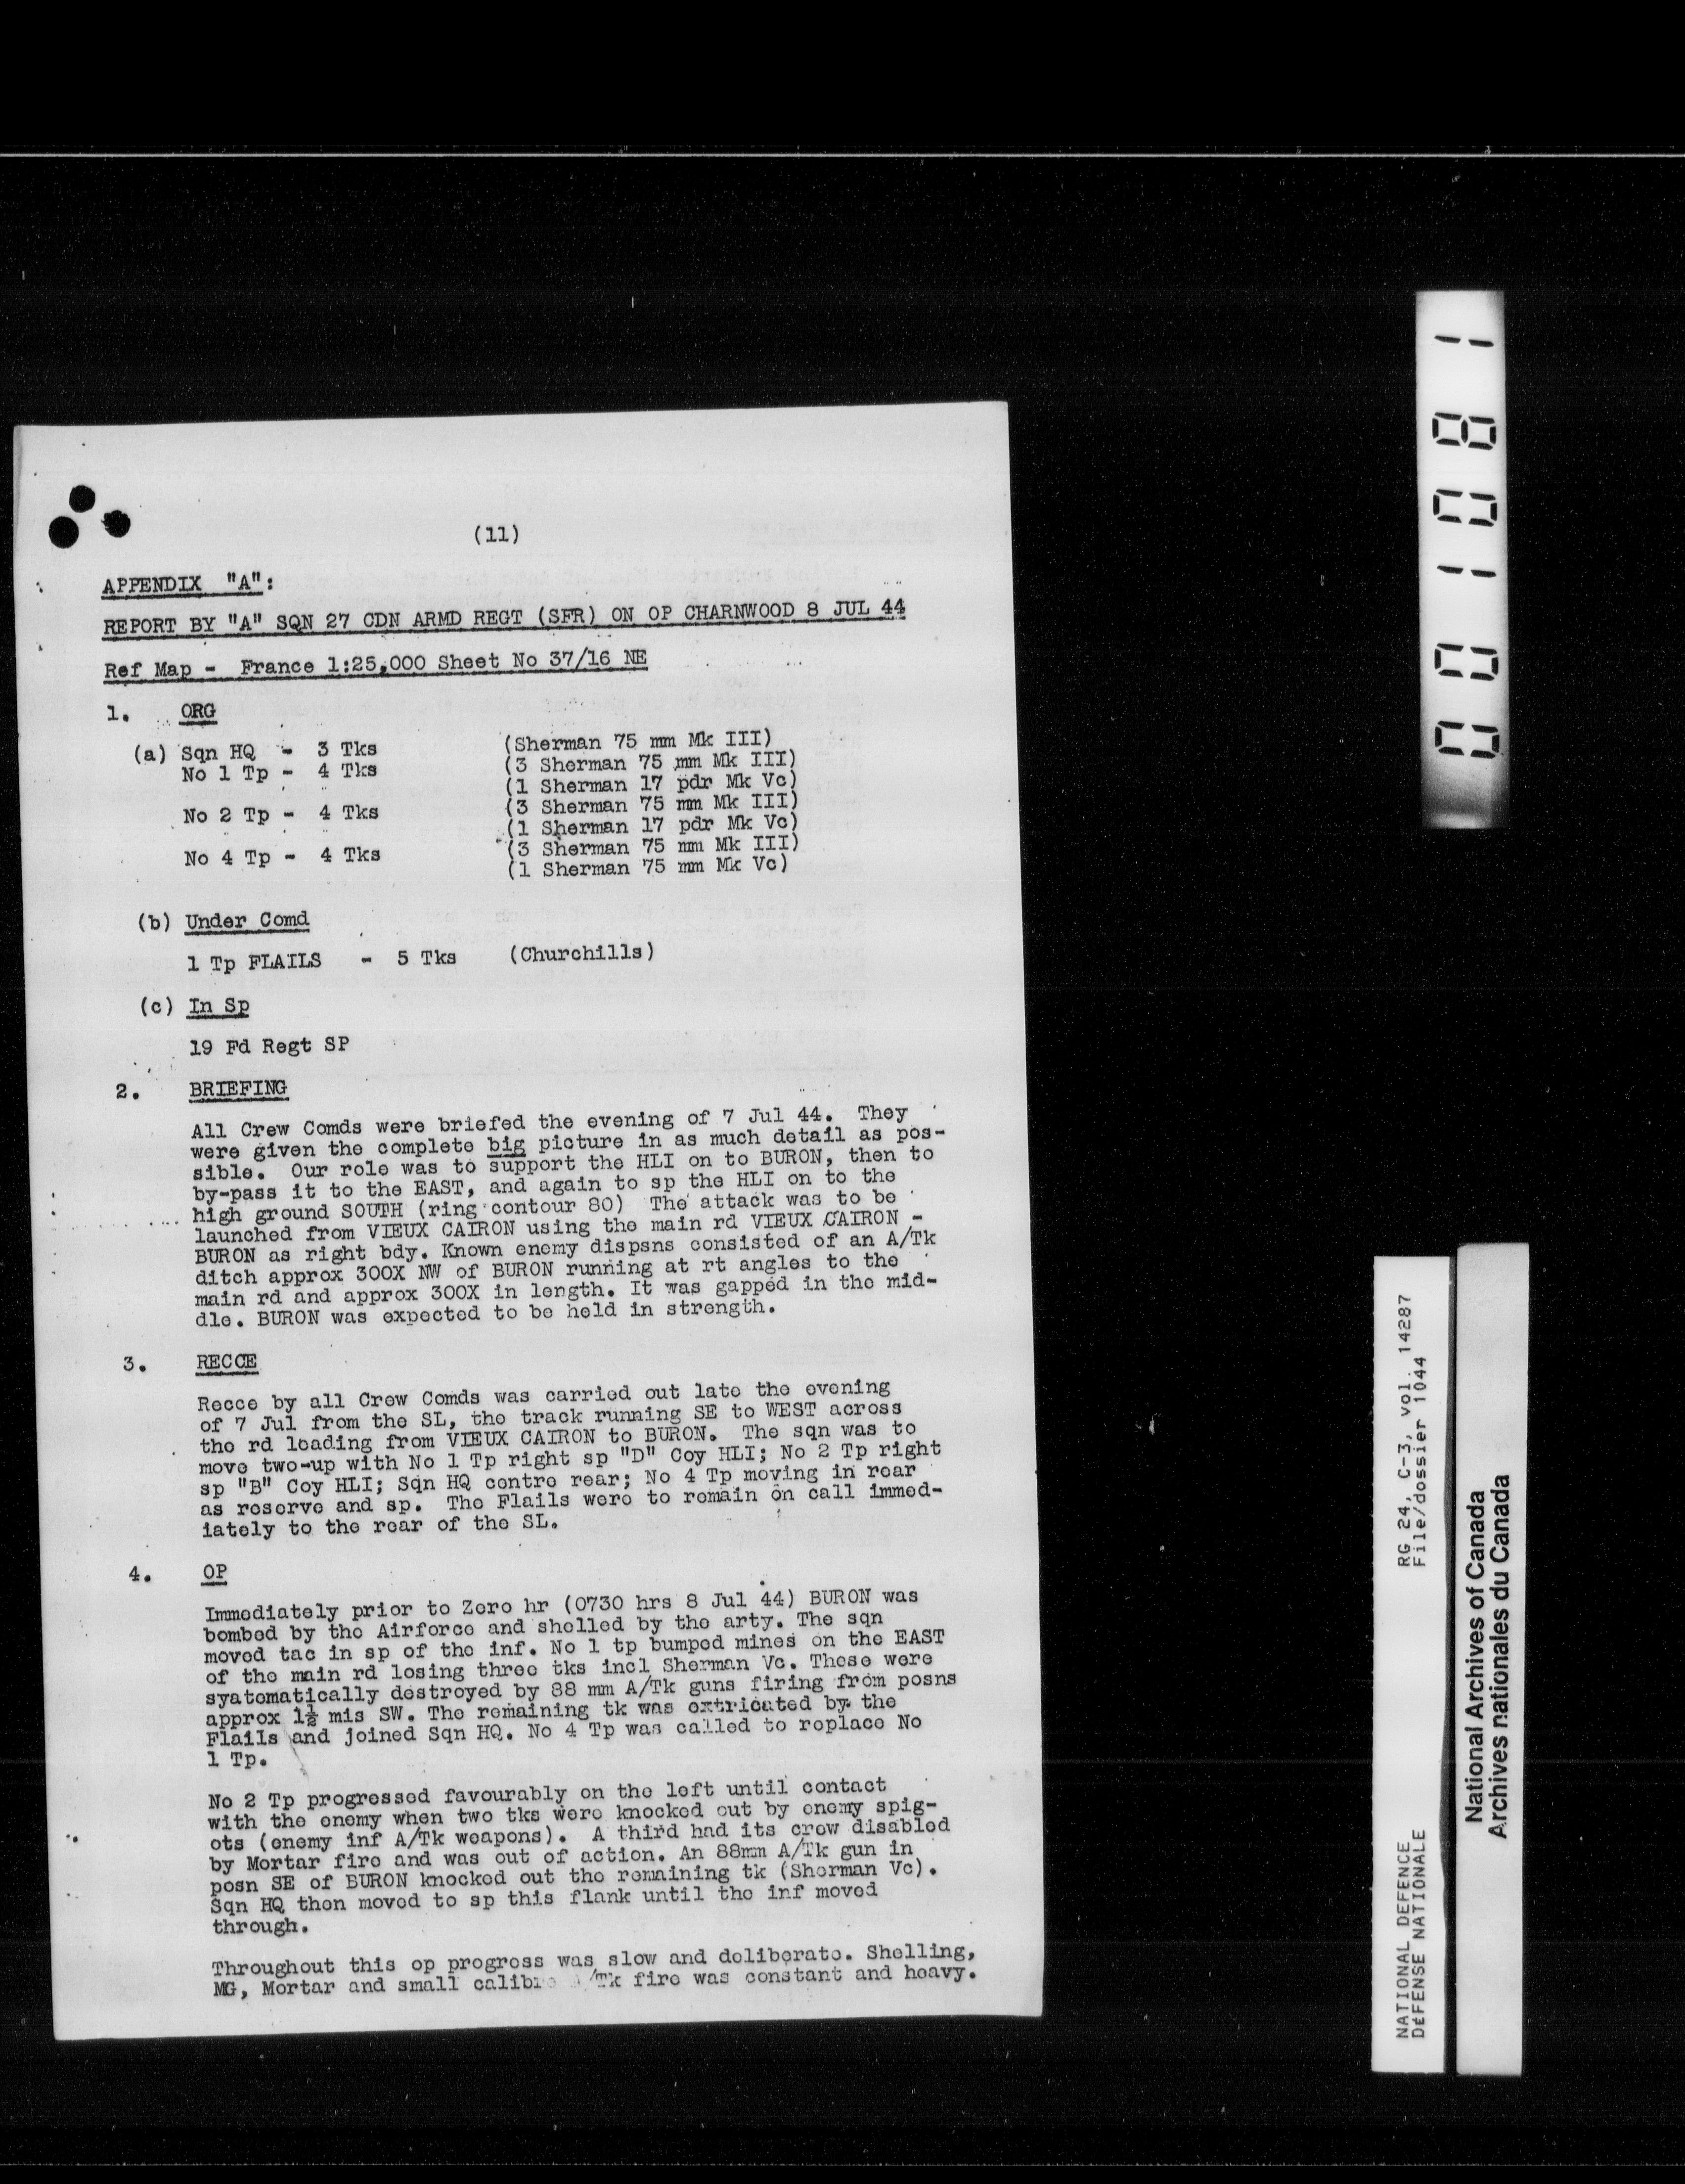 (11)
APPENDIX "A":
REPORT BY "A" SQN 27 CDN ARMD REGT (SFR) ON OP CHARNWOOD 8 JUL 44
Ref Map - France 1:25,000 Sheet No 37/16 NE
1. ORG
(a) Sqn HQ - 3 Tks (Sherman 75 mm Mk III)
No 1 Tp - 4 Tks (3 Sherman 75 mm Mk III)
(1 Sherman 17 pdr Mk Vc)
No 2 Tp - 4 Tks (3 Sherman 75 mm Mk III)
(1 Sherman 17 pdr Mk Vc)
No 4 Tp - 4 Tks (3 Sherman 75 mm Mk III)
(1 Sherman 75 mm Mk Vc)
(b) Under Comd
1 Tp FLAILS - 5 Tks (Churchills)
(c) In Sp
19 Fd Regt SP
2. BRIEFING
All Crew Comds were briefed the evening of 7 Jul 44. They
were given the complete big picture in as much detail as pos-
sible. Our role was to support the HLI on to BURON, then to
by-pass it to the EAST, and again to sp the HLI on to the
high ground SOUTH (ring contour 80) The attack was to be
launched from VIEUX CAIRON using the main rd VIEUX CAIRON -
BURON as right bdy. Known enemy dispsns consisted of an A/Tk
ditch approx 300X NW of BURON running at rt angles to the
main rd and approx 300X in length. It was gapped in the mid-
dle. BURON was expected to be held in strength.
3. RECCE
Recce by all Crew Comds was carried out late the evening
of 7 Jul from the SL, the track running SE to WEST across
the rd leading from VIEUX CAIRON to BURON. The sqn was to
move two-up with No 1 Tp right sp "D" Coy HLI; No 2 Tp right
sp "B" Coy HLI; Sqn HQ centre rear; No 4 Tp moving in rear
as reserve and sp. The Flails were to remain on call immed-
iately to the rear of the SL.
4. OP
Immediately prior to Zero hr (0730 hrs 8 Jul 44) BURON was
bombed by the Airforce and shelled by the arty. The sqn
moved tac in sp of the inf. No 1 tp bumped mines on the EAST
of the main rd losing three tks incl Sherman Vc. These were
syatematically destroyed by 88 mm A/Tk guns firing from posns
approx 1½ mis SW. The remaining tk was extricated by the
Flails and joined Sqn HQ. No 4 Tp was called to replace No
1 Tp.
No 2 Tp progressed favourably on the left until contact
with the enemy when two tks were knocked out by enemy spig-
ots (enemy inf A/Tk weapons). A third had its crew disabled
by Mortar fire and was out of action. An 88mm A/Tk gun in
posn SE of BURON knocked out the remaining tk (Sherman Vc).
Sqn HQ then moved to sp this flank until the inf moved
through.
Throughout this op progress was slow and deliberate. Shelling,
MG, Mortar and small calibre A/Tk fire was constant and heavy.
001081
NATIONAL DEFENCE RG 24, C-3, vol. 14287
DÉFENSE NATIONALE File/dossier 1044
National Archives of Canada
Archives nationales du Canada